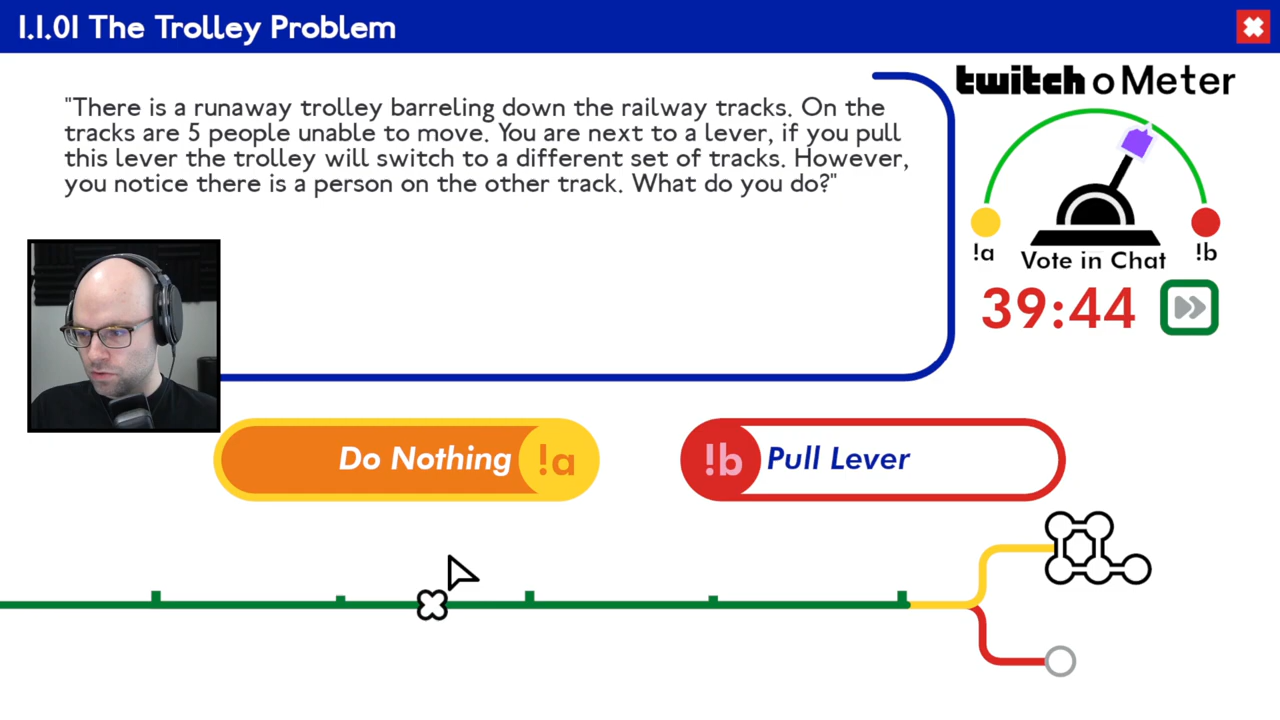 1.1.01 The Trolley Problem
"There is a runaway trolley barreling down the railway tracks. On the
tracks are 5 people unable to move. You are next to a lever, if you pull
this lever the trolley will switch to a different set of tracks. However,
you notice there is a person on the other track. What do you do?"
twitch o Meter
!a
!b
Vote in Chat
39:44
Do Nothing !a
!b Pull Lever